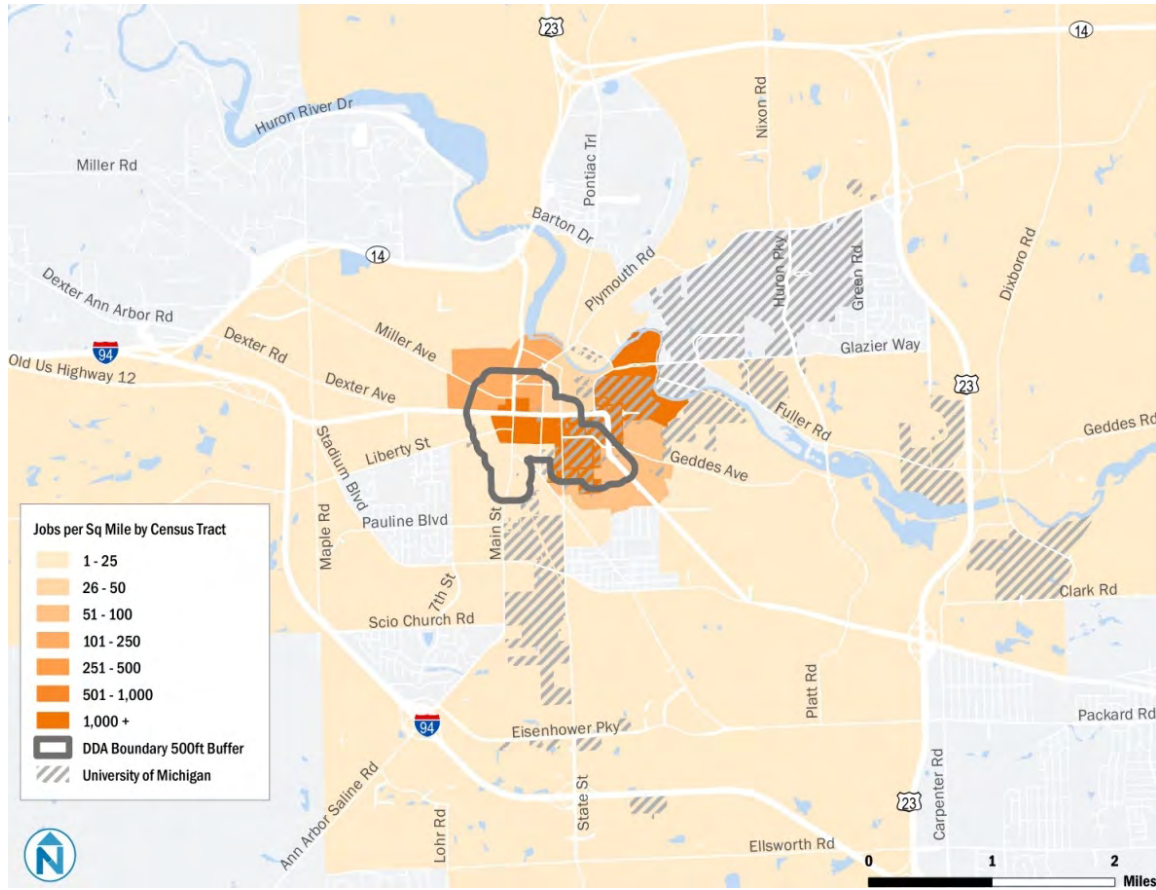 23
14
Huron River Dr
Miller Rd
Pontiac Trl
Nixon Rd
Barton Dr
14
Plymouth Rd
Huron Pky
Green Rd
Dixboro Rd
Dexter Ann Arbor Rd
94
Old Us Highway 12
Dexter Rd
Miller Ave
Glazier Way
Dexter Ave
23
Fuller Rd
Geddes Rd
Stadium Blvd
Liberty St
Geddes Ave
Maple Rd
Pauline Blvd
Main St
7th St
Clark Rd
Scio Church Rd
Platt Rd
94
Eisenhower Pky
Packard Rd
Ann Arbor Saline Rd
State St
Carpenter Rd
23
Lohr Rd
Ellsworth Rd
Jobs per Sq Mile by Census Tract
1 - 25
26 - 50
51 - 100
101 - 250
251 - 500
501 - 1,000
1,000 +
DDA Boundary 500ft Buffer
University of Michigan
N
0 1 2
Miles